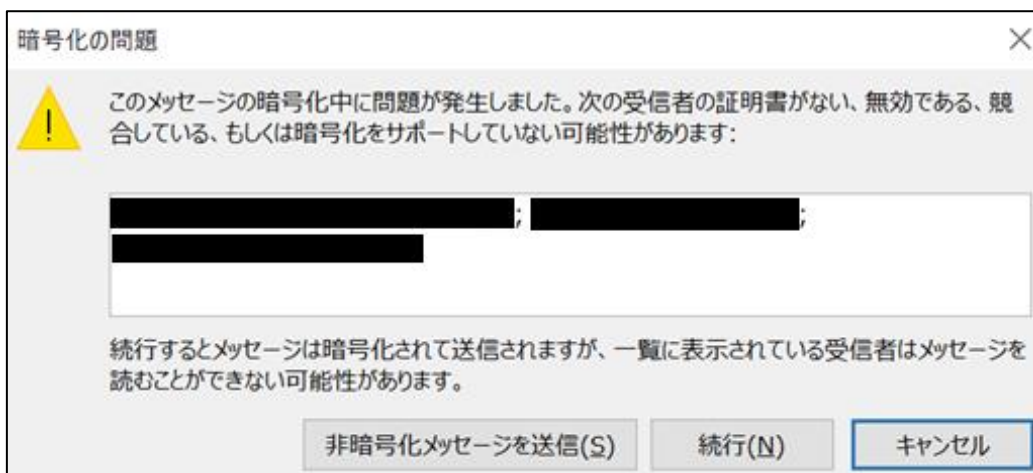 暗号化の問題
このメッセージの暗号化中に問題が発生しました。次の受信者の証明書がない、無効である、競
合している、もしくは暗号化をサポートしていない可能性があります:
; ;
続行するとメッセージは暗号化されて送信されますが、一覧に表示されている受信者はメッセージを
読むことができない可能性があります。
非暗号化メッセージを送信(S) 続行(N) キャンセル